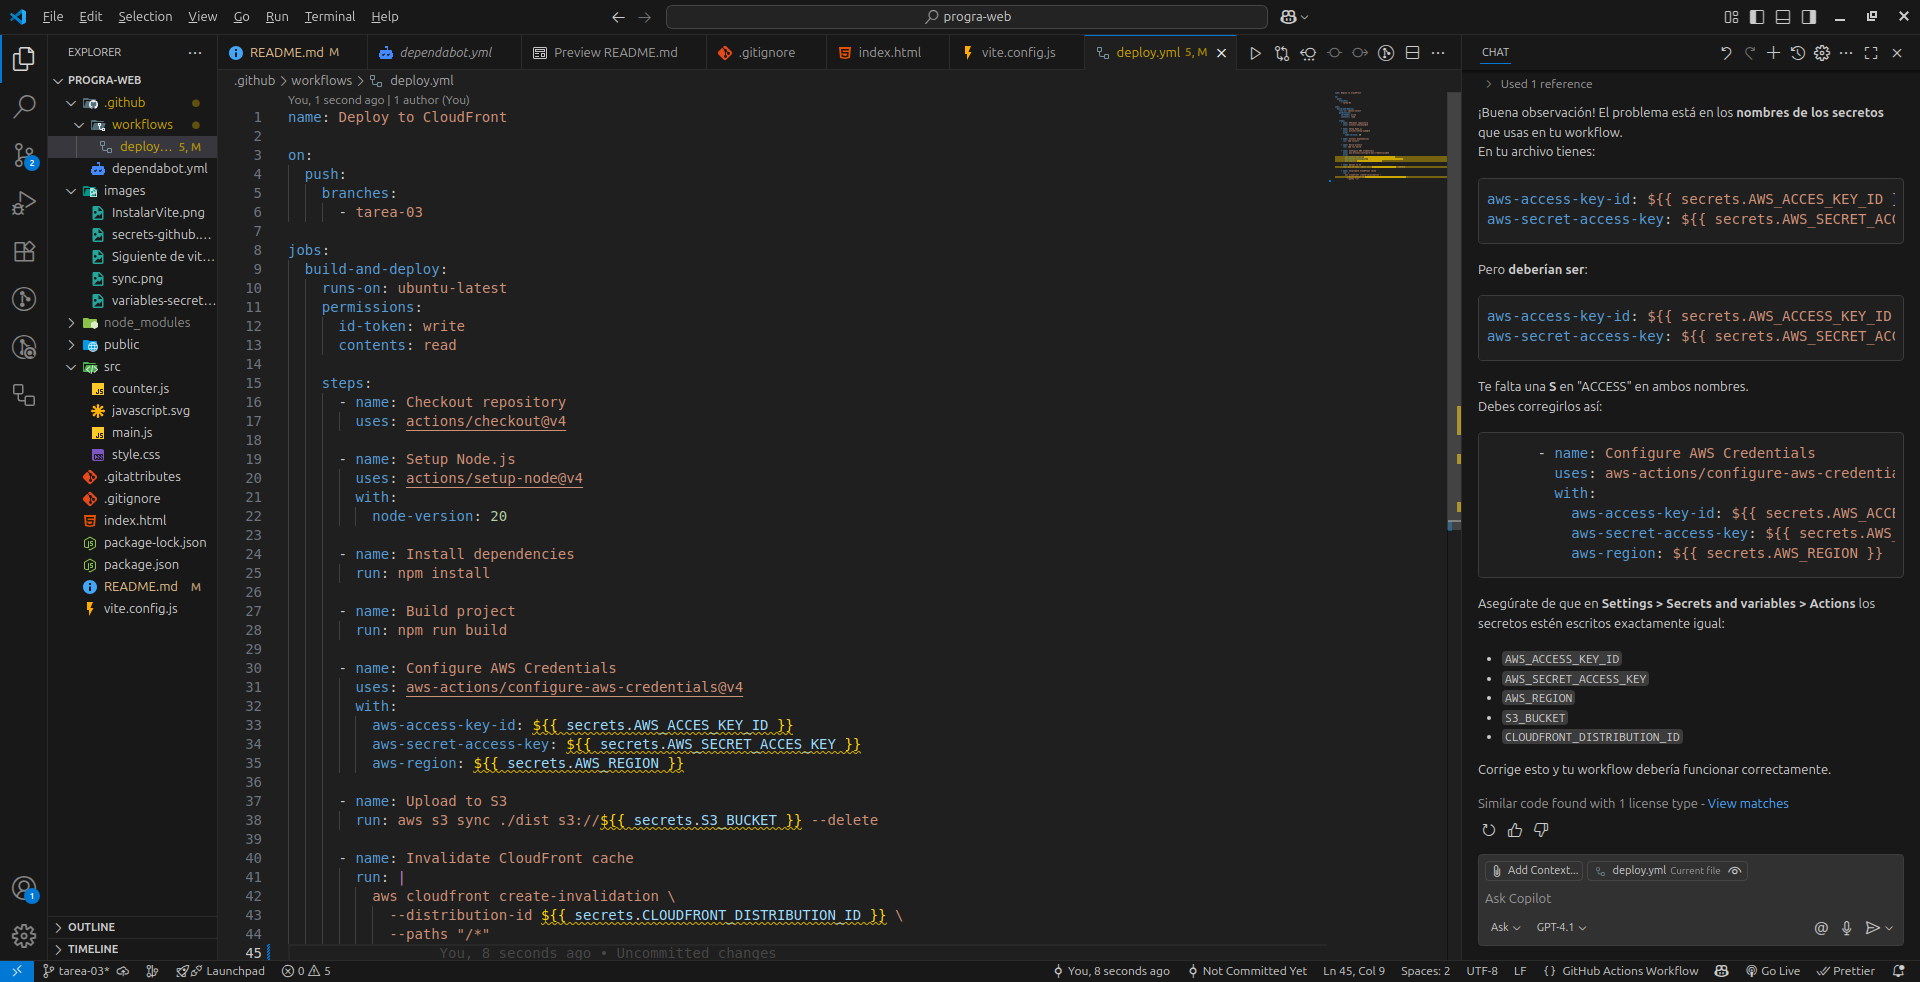 File Edit Selection View Go Run Terminal Help
progra-web
EXPLORER
PROGRA-WEB
.github
workflows
deploy... 5, M
dependabot.yml
images
InstalarVite.png
secrets-github....
Siguiente de vit...
sync.png
variables-secret...
node_modules
public
src
counter.js
javascript.svg
main.js
style.css
.gitattributes
.gitignore
index.html
package-lock.json
package.json
README.md M
vite.config.js
OUTLINE
TIMELINE
README.md M
dependabot.yml
Preview README.md
.gitignore
index.html
vite.config.js
deploy.yml 5, M
.github > workflows > deploy.yml
You, 1 second ago | 1 author (You)
1 name: Deploy to CloudFront
2
3 on:
4 push:
5 branches:
6 - tarea-03
7
8 jobs:
9 build-and-deploy:
10 runs-on: ubuntu-latest
11 permissions:
12 id-token: write
13 contents: read
14
15 steps:
16 - name: Checkout repository
17 uses: actions/checkout@v4
18
19 - name: Setup Node.js
20 uses: actions/setup-node@v4
21 with:
22 node-version: 20
23
24 - name: Install dependencies
25 run: npm install
26
27 - name: Build project
28 run: npm run build
29
30 - name: Configure AWS Credentials
31 uses: aws-actions/configure-aws-credentials@v4
32 with:
33 aws-access-key-id: ${{ secrets.AWS_ACCES_KEY_ID }}
34 aws-secret-access-key: ${{ secrets.AWS_SECRET_ACCES_KEY }}
35 aws-region: ${{ secrets.AWS_REGION }}
36
37 - name: Upload to S3
38 run: aws s3 sync ./dist s3://${{ secrets.S3_BUCKET }} --delete
39
40 - name: Invalidate CloudFront cache
41 run: |
42 aws cloudfront create-invalidation \
43 --distribution-id ${{ secrets.CLOUDFRONT_DISTRIBUTION_ID }} \
44 --paths "/*"
45 You, 8 seconds ago • Uncommitted changes
CHAT
Used 1 reference
¡Buena observación! El problema está en los nombres de los secretos
que usas en tu workflow.
En tu archivo tienes:
aws-access-key-id: ${{ secrets.AWS_ACCES_KEY_ID }
aws-secret-access-key: ${{ secrets.AWS_SECRET_ACC
Pero deberían ser:
aws-access-key-id: ${{ secrets.AWS_ACCESS_KEY_ID
aws-secret-access-key: ${{ secrets.AWS_SECRET_ACC
Te falta una S en "ACCESS" en ambos nombres.
Debes corregirlos así:
- name: Configure AWS Credentials
uses: aws-actions/configure-aws-credentia
with:
aws-access-key-id: ${{ secrets.AWS_ACCE
aws-secret-access-key: ${{ secrets.AWS_
aws-region: ${{ secrets.AWS_REGION }}
Asegúrate de que en Settings > Secrets and variables > Actions los
secretos estén escritos exactamente igual:
• AWS_ACCESS_KEY_ID
• AWS_SECRET_ACCESS_KEY
• AWS_REGION
• S3_BUCKET
• CLOUDFRONT_DISTRIBUTION_ID
Corrige esto y tu workflow debería funcionar correctamente.
Similar code found with 1 license type - View matches
Add Context... deploy.yml Current file
Ask Copilot
Ask GPT-4.1
tarea-03* Launchpad 0 5 You, 8 seconds ago Not Committed Yet Ln 45, Col 9 Spaces: 2 UTF-8 LF {} GitHub Actions Workflow Go Live Prettier